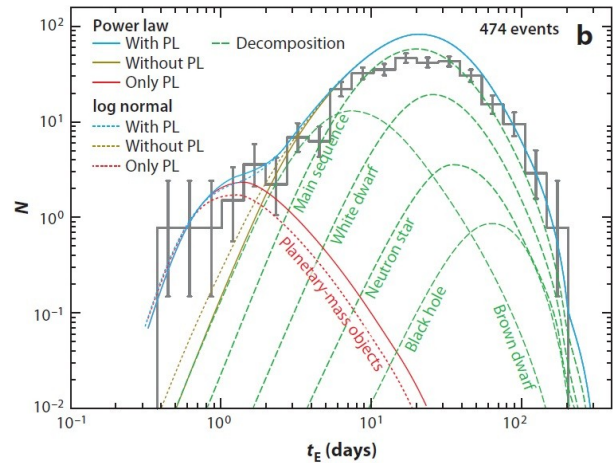 10²
10¹
10⁰
10⁻¹
10⁻²
N
Power law
With PL
Without PL
Only PL
log normal
With PL
Without PL
Only PL
Decomposition
474 events
b
Main sequence
White dwarf
Neutron star
Black hole
Brown dwarf
Planetary-mass objects
10⁻¹
10⁰
10¹
10²
tE (days)